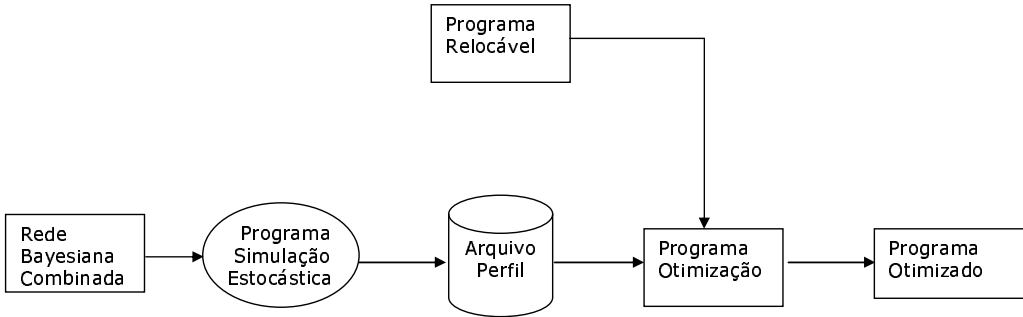 Programa
Relocável
Rede
Bayesiana
Combinada
Programa
Simulação
Estocástica
Arquivo
Perfil
Programa
Otimização
Programa
Otimizado